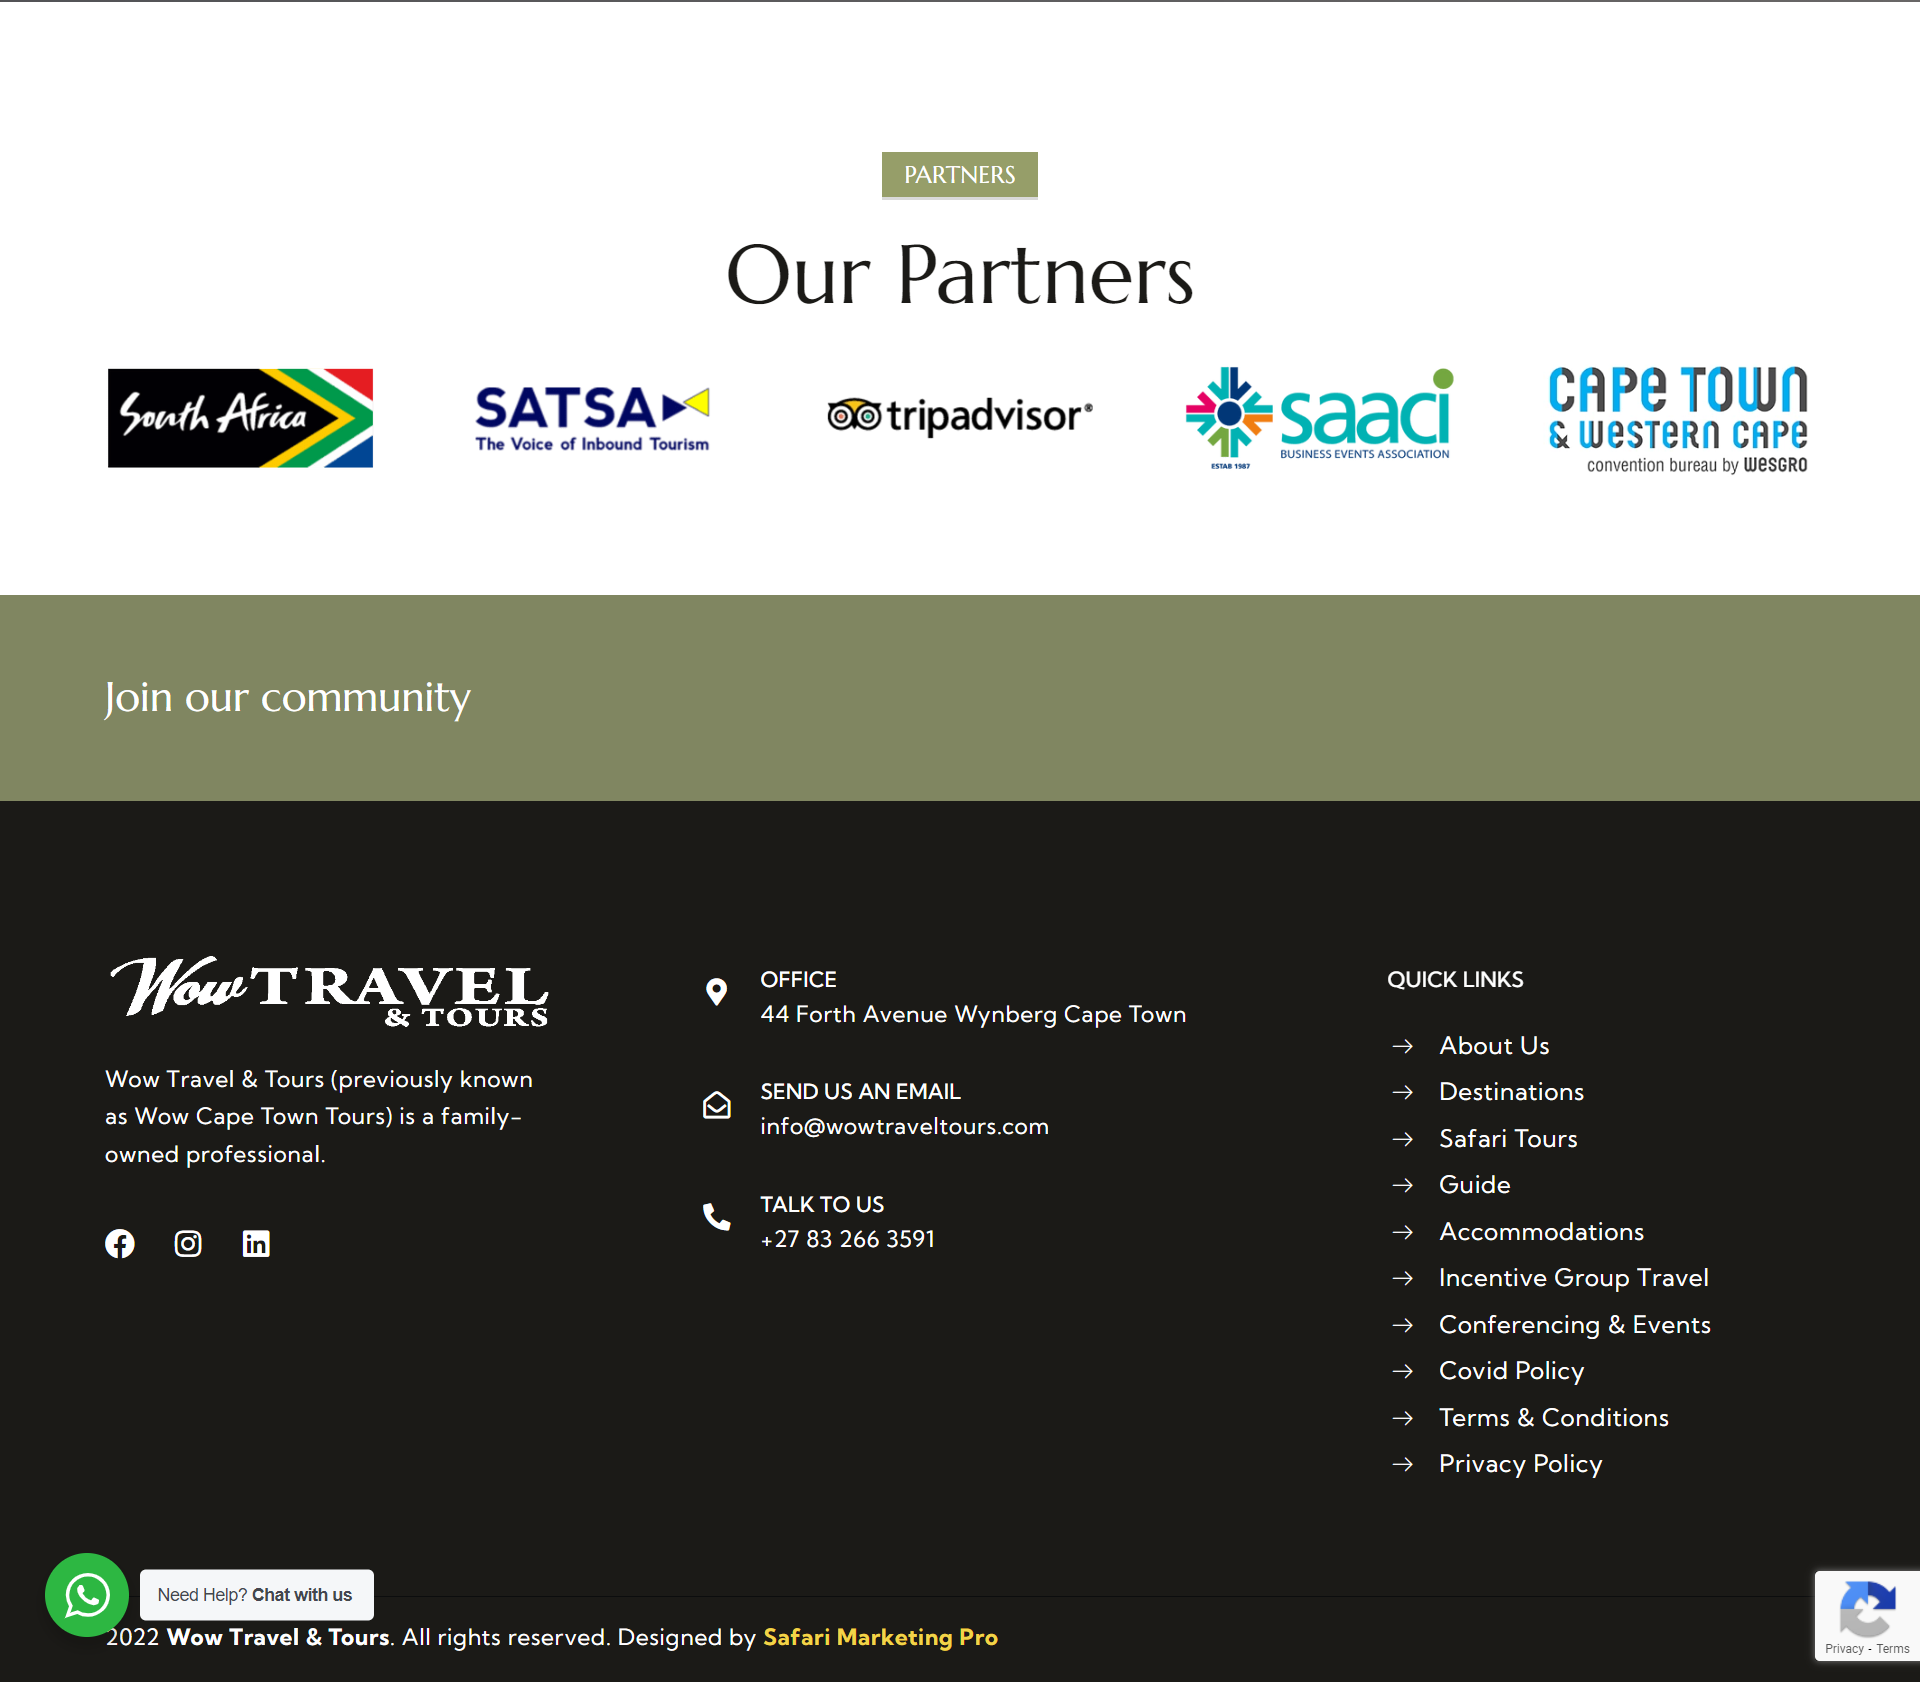 PARTNERS
Our Partners
South Africa
SATSA
The Voice of Inbound Tourism
tripadvisor®
saaci
BUSINESS EVENTS ASSOCIATION
ESTAB 1987
CAPE TOWN
& WESTERN CAPE
convention bureau by WESGRO
Join our community
Wow TRAVEL
& TOURS
Wow Travel & Tours (previously known
as Wow Cape Town Tours) is a family-
owned professional.
OFFICE
44 Forth Avenue Wynberg Cape Town
SEND US AN EMAIL
info@wowtraveltours.com
TALK TO US
+27 83 266 3591
QUICK LINKS
About Us
Destinations
Safari Tours
Guide
Accommodations
Incentive Group Travel
Conferencing & Events
Covid Policy
Terms & Conditions
Privacy Policy
Need Help? Chat with us
2022 Wow Travel & Tours. All rights reserved. Designed by Safari Marketing Pro
Privacy - Terms